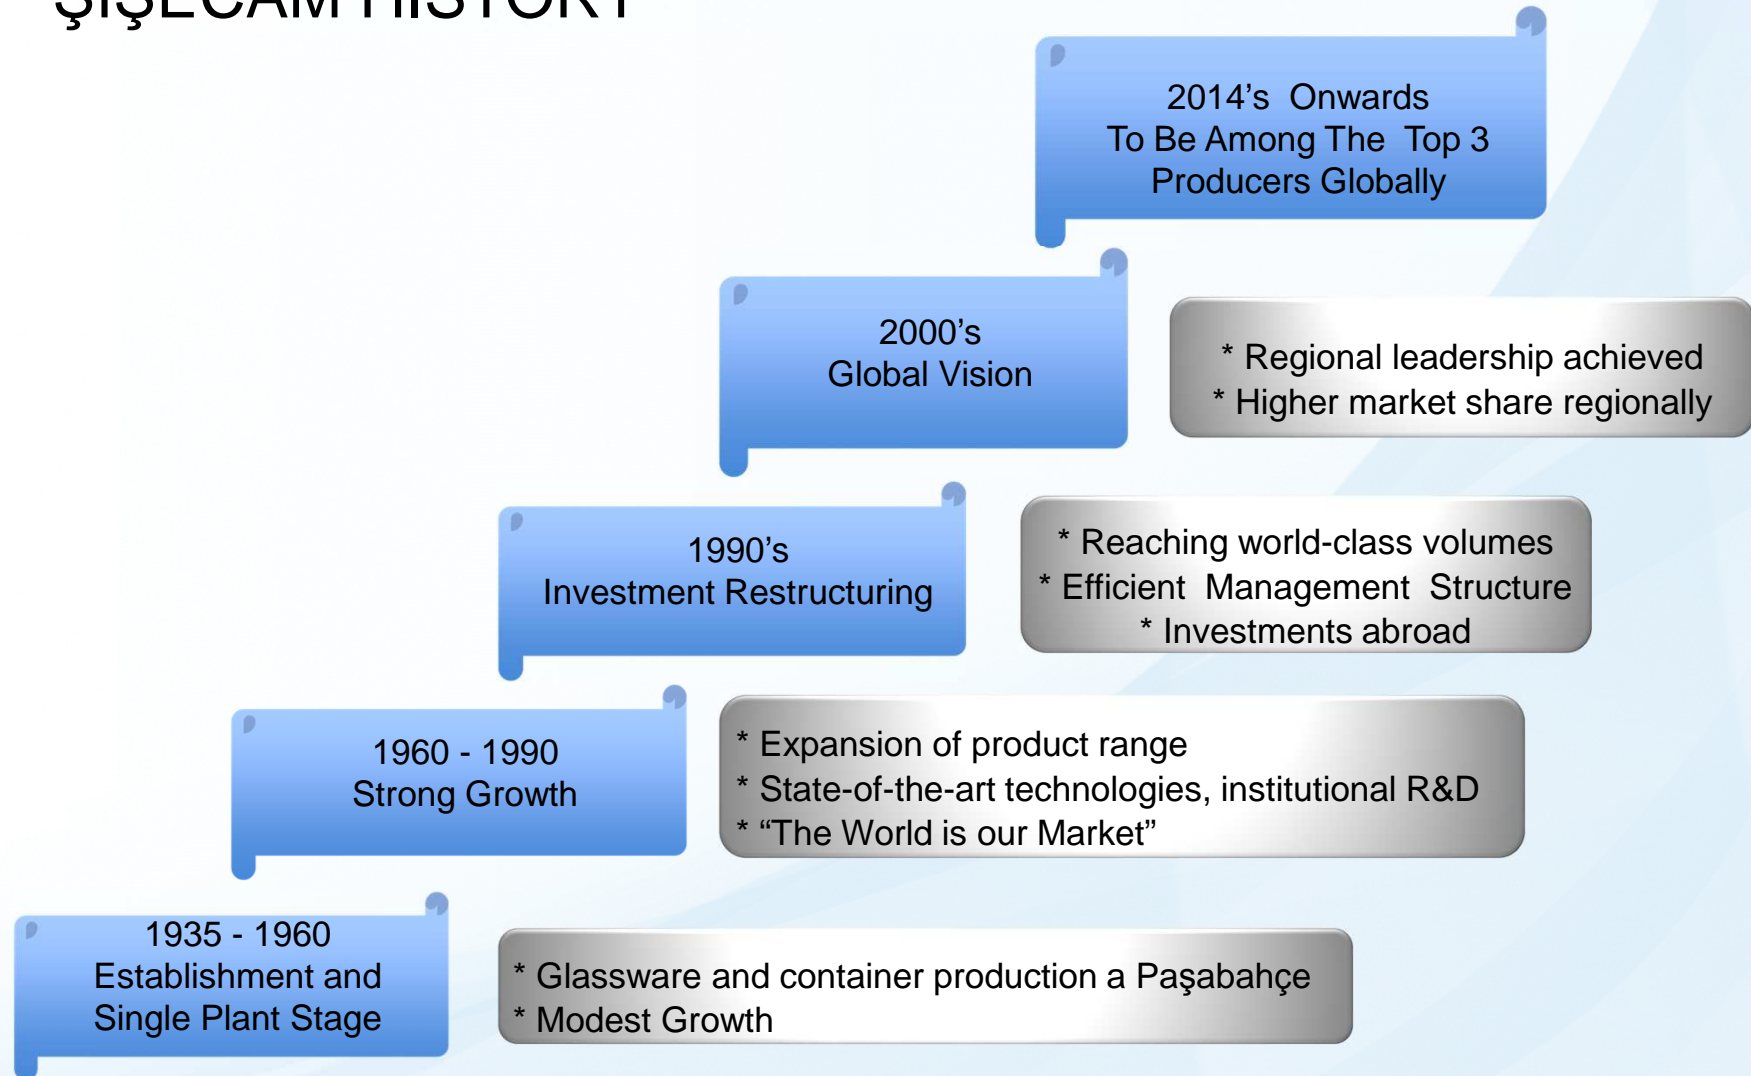 ŞİŞECAM HISTORY
2014’s Onwards
To Be Among The Top 3
Producers Globally
2000’s
Global Vision
* Regional leadership achieved
* Higher market share regionally
1990’s
Investment Restructuring
* Reaching world-class volumes
* Efficient Management Structure
* Investments abroad
1960 - 1990
Strong Growth
* Expansion of product range
* State-of-the-art technologies, institutional R&D
* “The World is our Market”
1935 - 1960
Establishment and
Single Plant Stage
* Glassware and container production a Paşabahçe
* Modest Growth